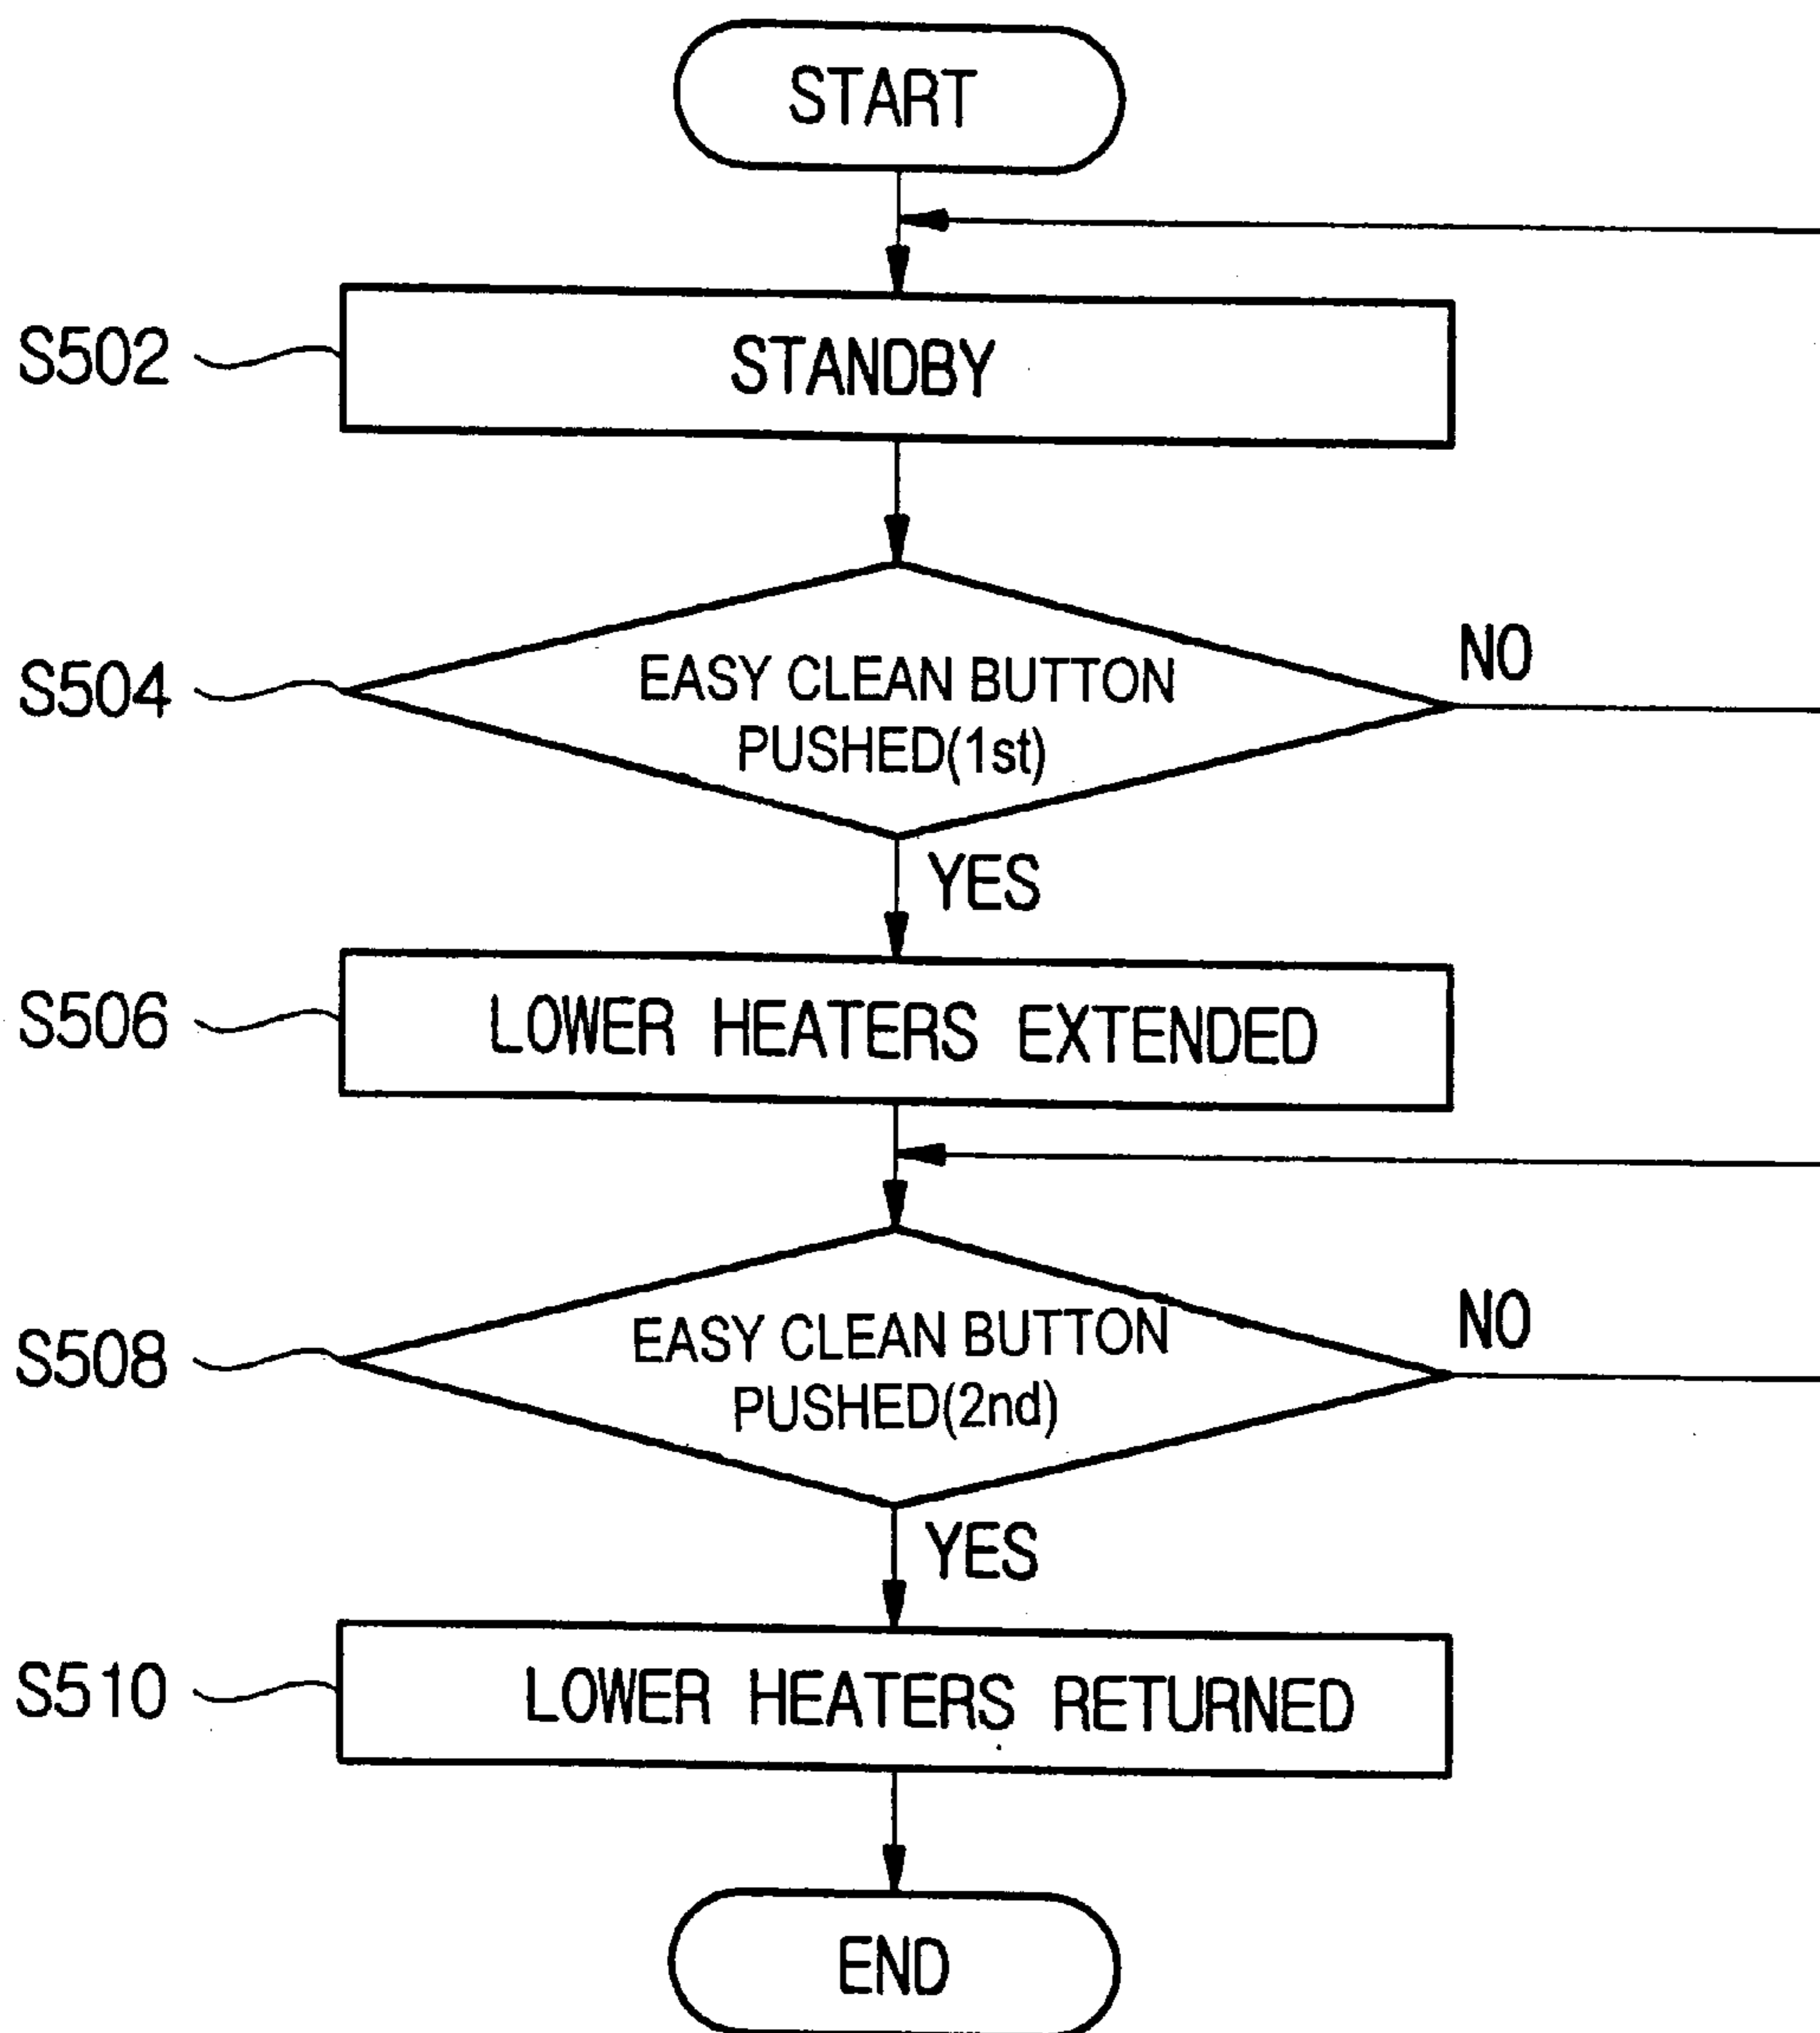 START
S502
STANDBY
S504
EASY CLEAN BUTTON
PUSHED(1st)
NO
YES
S506
LOWER HEATERS EXTENDED
S508
EASY CLEAN BUTTON
PUSHED(2nd)
NO
YES
S510
LOWER HEATERS RETURNED
END